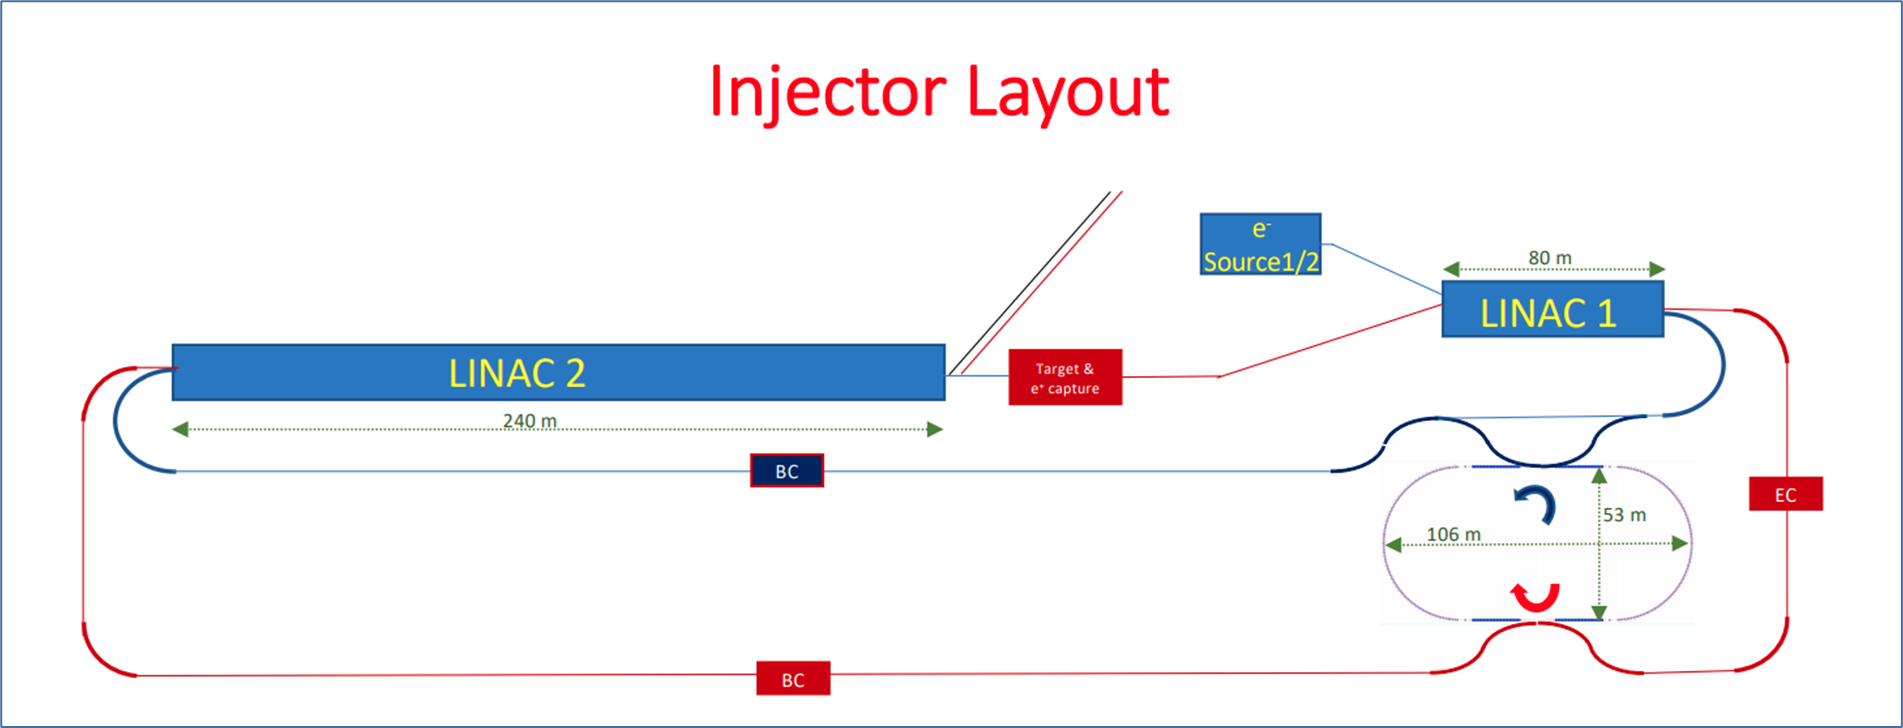 Injector Layout
e⁻
Source1/2
80 m
LINAC 1
LINAC 2
Target &
e⁺ capture
240 m
BC
EC
53 m
106 m
BC